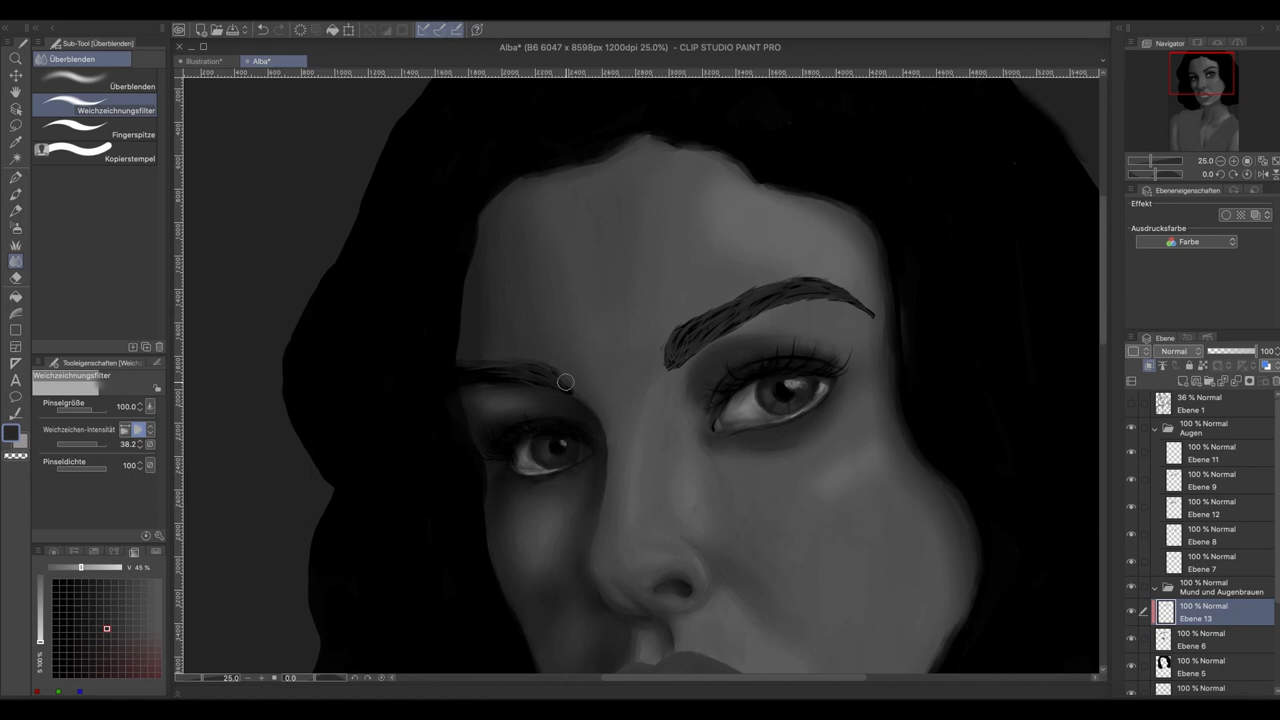 Alba* (B6 6047 x 8598px 1200dpi 25.0%) - CLIP STUDIO PAINT PRO
Sub-Tool [Überblenden]
Überblenden
Überblenden
Weichzeichnungsfilter
Fingerspitze
Kopierstempel
Illustration*
Alba*
Tooleigenschaften [Weich
Weichzeichnungsfilter
Pinselgröße 100.0
Weichzeichen-Intensität
38.2
Pinseldichte 100
V 45 %
S 100 %
25.0
0.0
Navigator
25.0
0.0
Ebeneneigenschaften
Effekt
Ausdrucksfarbe
Farbe
Ebene
Normal
100
36 % Normal
Ebene 1
100 % Normal
Augen
100 % Normal
Ebene 11
100 % Normal
Ebene 9
100 % Normal
Ebene 12
100 % Normal
Ebene 8
100 % Normal
Ebene 7
100 % Normal
Mund und Augenbrauen
100 % Normal
Ebene 13
100 % Normal
Ebene 6
100 % Normal
Ebene 5
100 % Normal